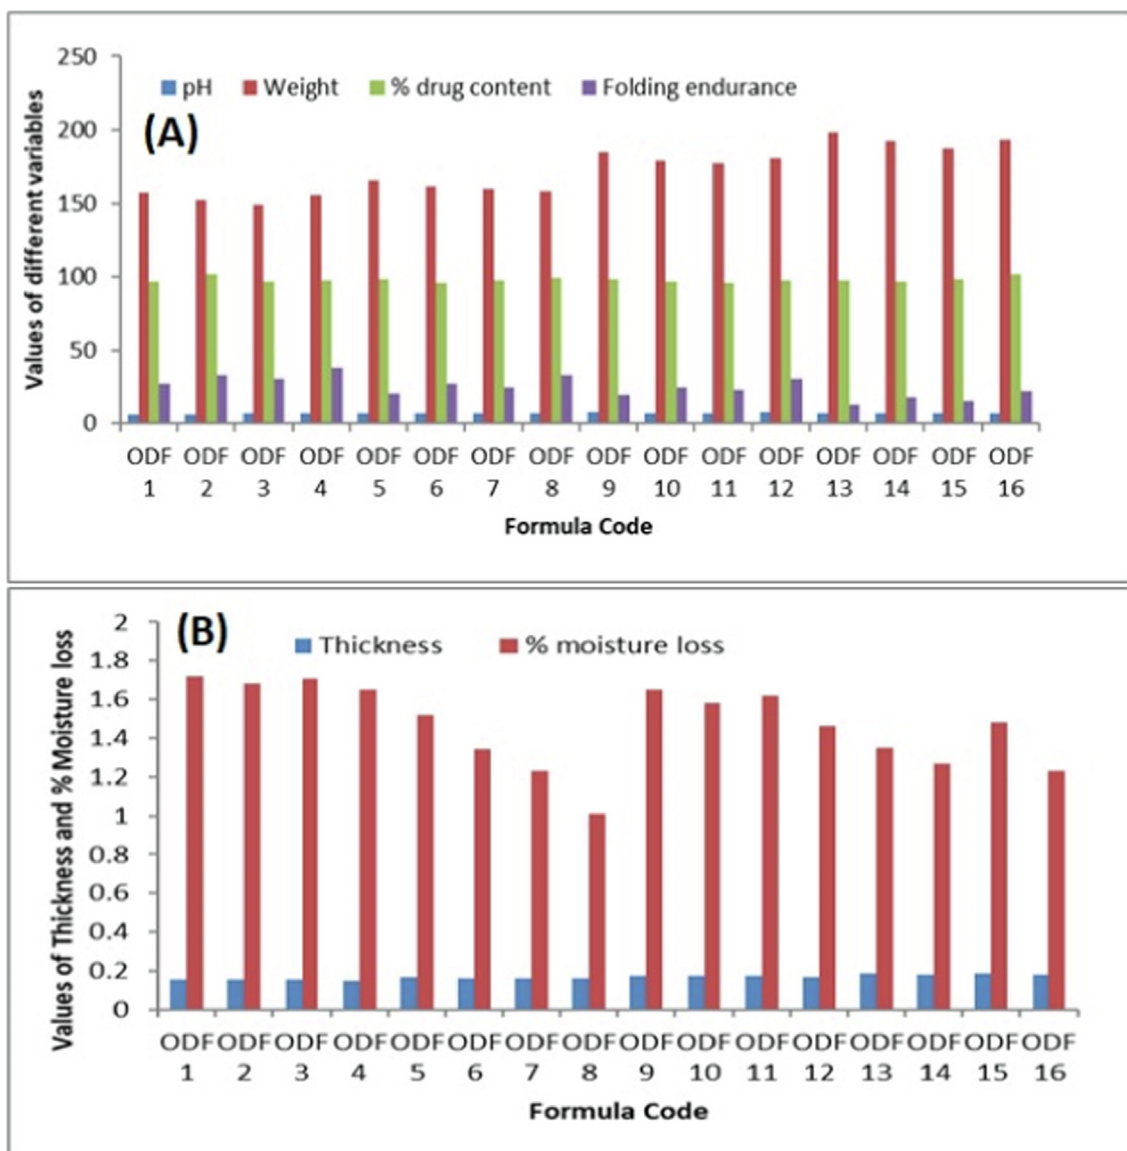 250
200
150
100
50
0
Values of different variables
pH Weight % drug content Folding endurance
(A)
ODF ODF ODF ODF ODF ODF ODF ODF ODF ODF ODF ODF ODF ODF ODF ODF
1 2 3 4 5 6 7 8 9 10 11 12 13 14 15 16
Formula Code
2
1.8
1.6
1.4
1.2
1
0.8
0.6
0.4
0.2
0
Values of Thickness and % Moisture loss
(B)
Thickness % moisture loss
ODF ODF ODF ODF ODF ODF ODF ODF ODF ODF ODF ODF ODF ODF ODF ODF
1 2 3 4 5 6 7 8 9 10 11 12 13 14 15 16
Formula Code